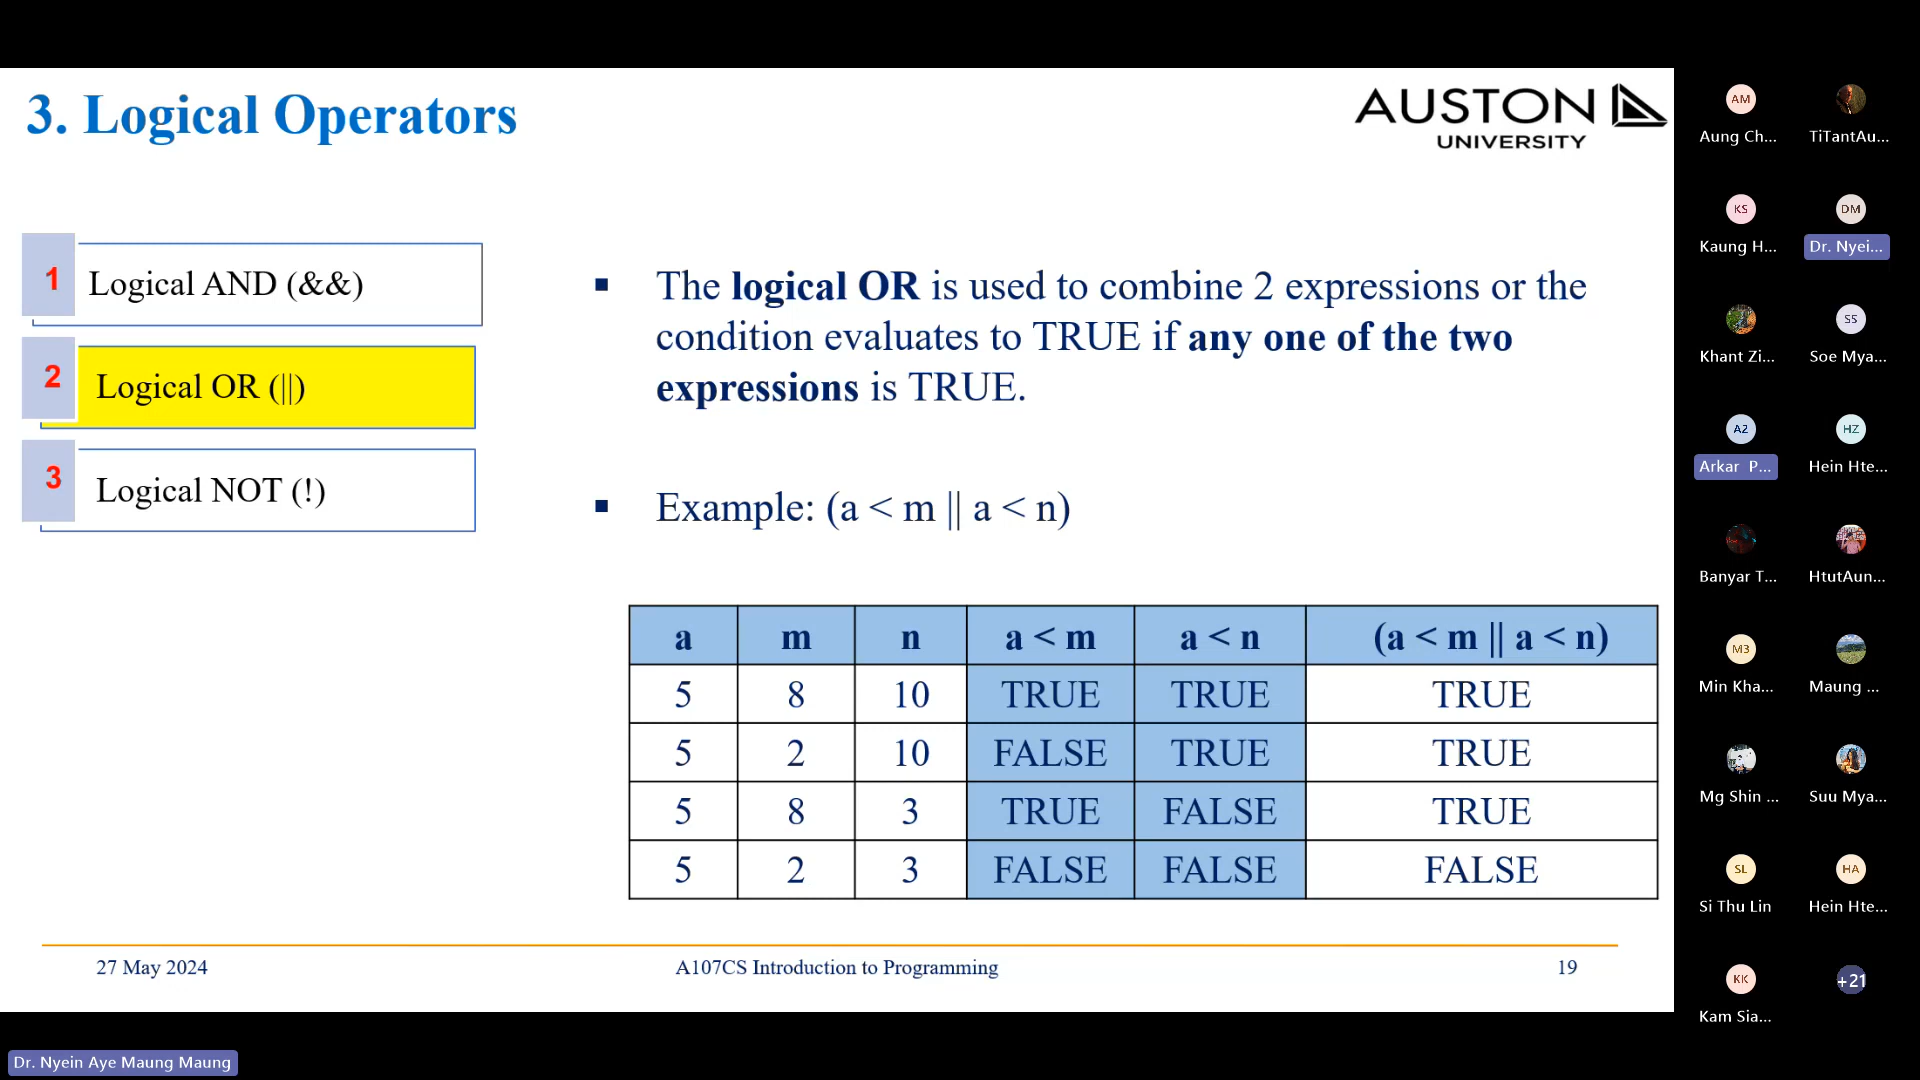 3. Logical Operators
AUSTON
UNIVERSITY
1
Logical AND (&&)
2
Logical OR (||)
3
Logical NOT (!)
▪ The logical OR is used to combine 2 expressions or the
condition evaluates to TRUE if any one of the two
expressions is TRUE.
▪ Example: (a < m || a < n)
a m n a < m a < n (a < m || a < n)
5 8 10 TRUE TRUE TRUE
5 2 10 FALSE TRUE TRUE
5 8 3 TRUE FALSE TRUE
5 2 3 FALSE FALSE FALSE
27 May 2024 A107CS Introduction to Programming 19
AM
Aung Ch... TiTantAu...
KS DM
Kaung H... Dr. Nyei...
SS
Khant Zi... Soe Mya...
A2 HZ
Arkar P... Hein Hte...
Banyar T... HtutAun...
M3
Min Kha... Maung ...
Mg Shin ... Suu Mya...
SL HA
Si Thu Lin Hein Hte...
KK +21
Kam Sia...
Dr. Nyein Aye Maung Maung